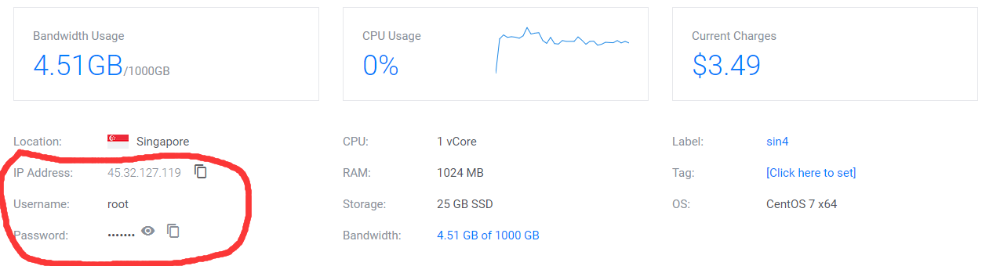 Bandwidth Usage
4.51GB/1000GB
CPU Usage
0%
Current Charges
$3.49
Location: Singapore
IP Address: 45.32.127.119
Username: root
Password: •••••••
CPU: 1 vCore
RAM: 1024 MB
Storage: 25 GB SSD
Bandwidth: 4.51 GB of 1000 GB
Label: sin4
Tag: [Click here to set]
OS: CentOS 7 x64